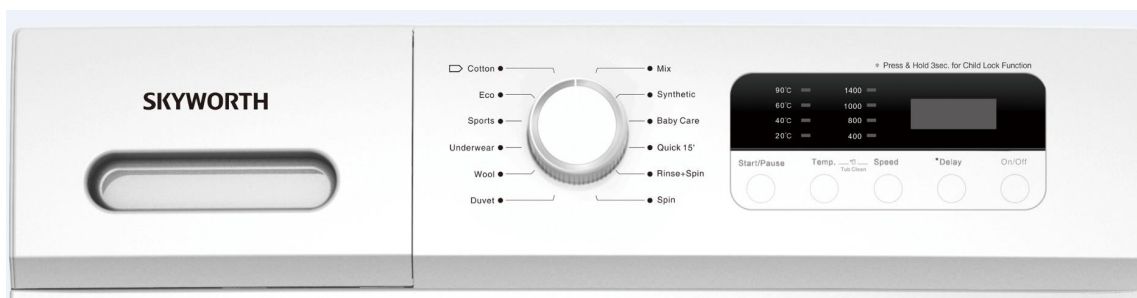 SKYWORTH
Cotton
Eco
Sports
Underwear
Wool
Duvet
Mix
Synthetic
Baby Care
Quick 15'
Rinse+Spin
Spin
* Press & Hold 3sec. for Child Lock Function
90°C 1400
60°C 1000
40°C 800
20°C 400
Start/Pause Temp. Speed *Delay On/Off
Tub Clean